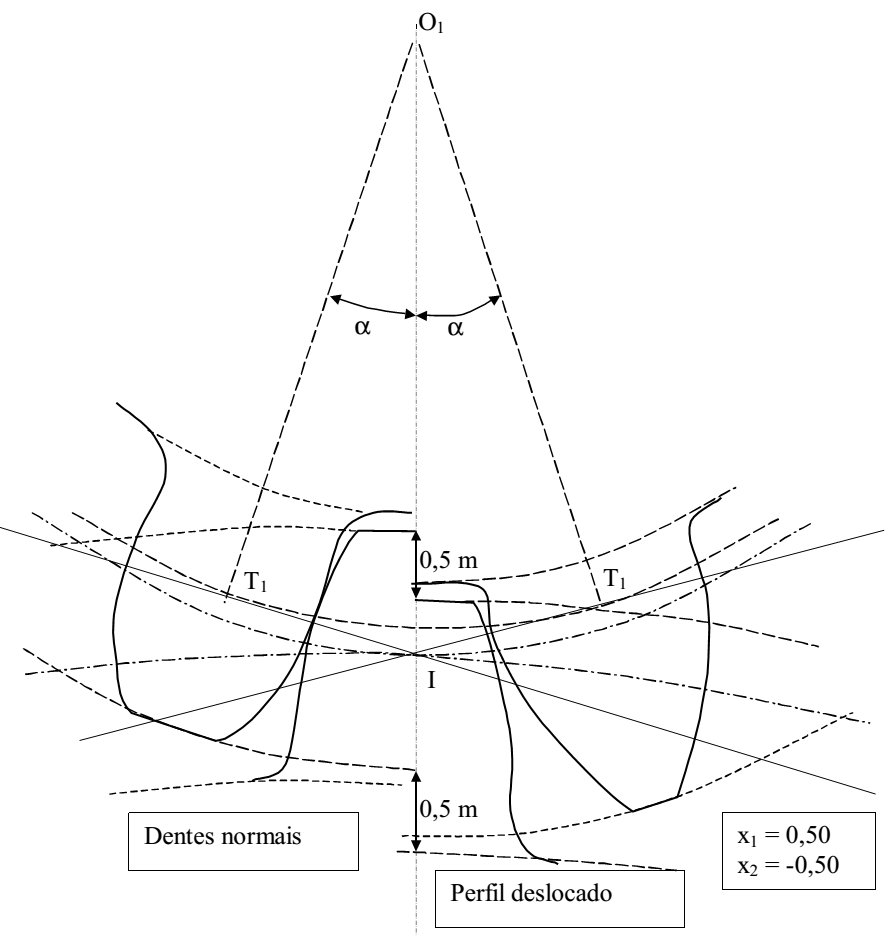 O1
α α
0,5 m
T1 T1
I
0,5 m
Dentes normais
x1 = 0,50
x2 = -0,50
Perfil deslocado